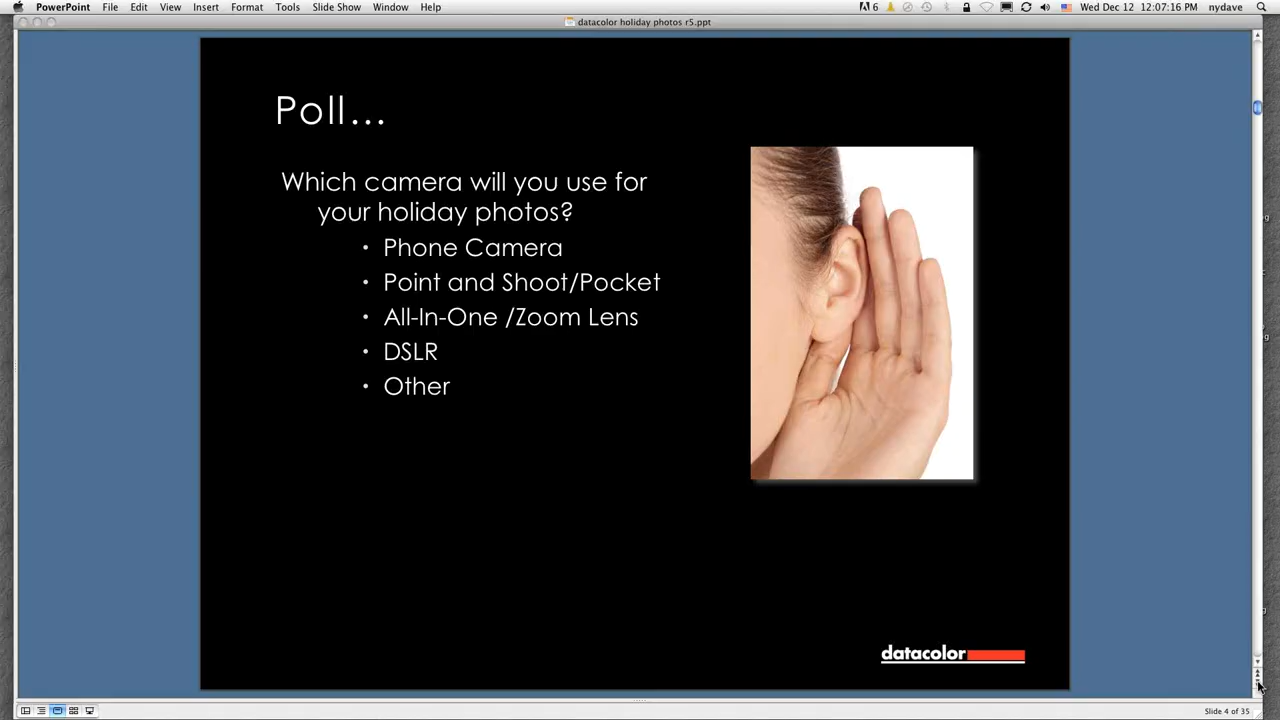 PowerPoint File Edit View Insert Format Tools Slide Show Window Help 6 Wed Dec 12 12:07:16 PM nydave
datacolor holiday photos r5.ppt
Poll...
Which camera will you use for
your holiday photos?
• Phone Camera
• Point and Shoot/Pocket
• All-In-One /Zoom Lens
• DSLR
• Other
datacolor
Slide 4 of 35